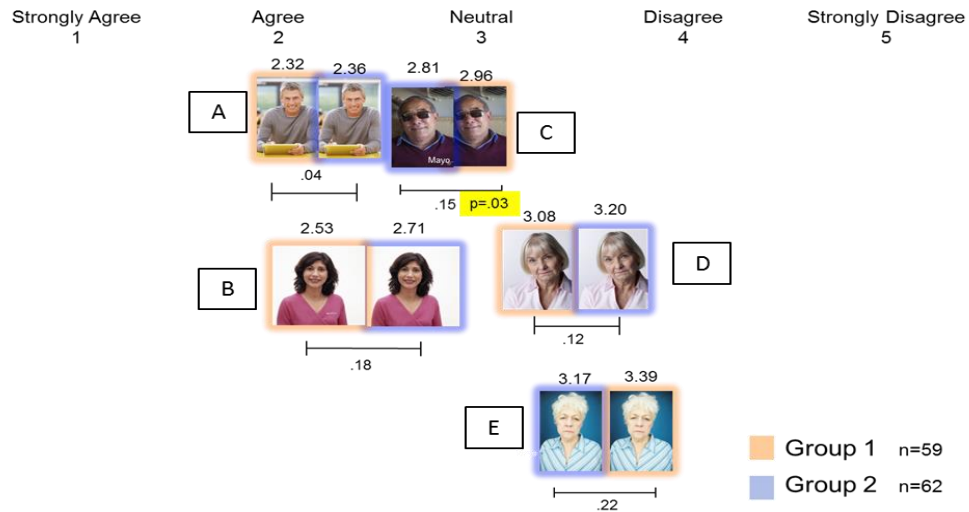 Strongly Agree Agree Neutral Disagree Strongly Disagree
1 2 3 4 5
2.32 2.36 2.81 2.96
A
C
Mayo
.04
.15 p=.03
2.53 2.71 3.08 3.20
B
D
.18
.12
3.17 3.39
E
Group 1 n=59
Group 2 n=62
.22